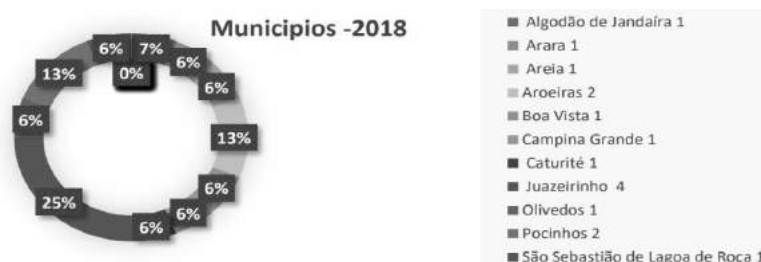 Municipios -2018
6%
7%
0%
6%
6%
13%
6%
6%
6%
25%
6%
13%
Algodão de Jandaíra 1
Arara 1
Areia 1
Aroeiras 2
Boa Vista 1
Campina Grande 1
Caturité 1
Juazeirinho 4
Olivedos 1
Pocinhos 2
São Sebastião de Lagoa de Roça 1